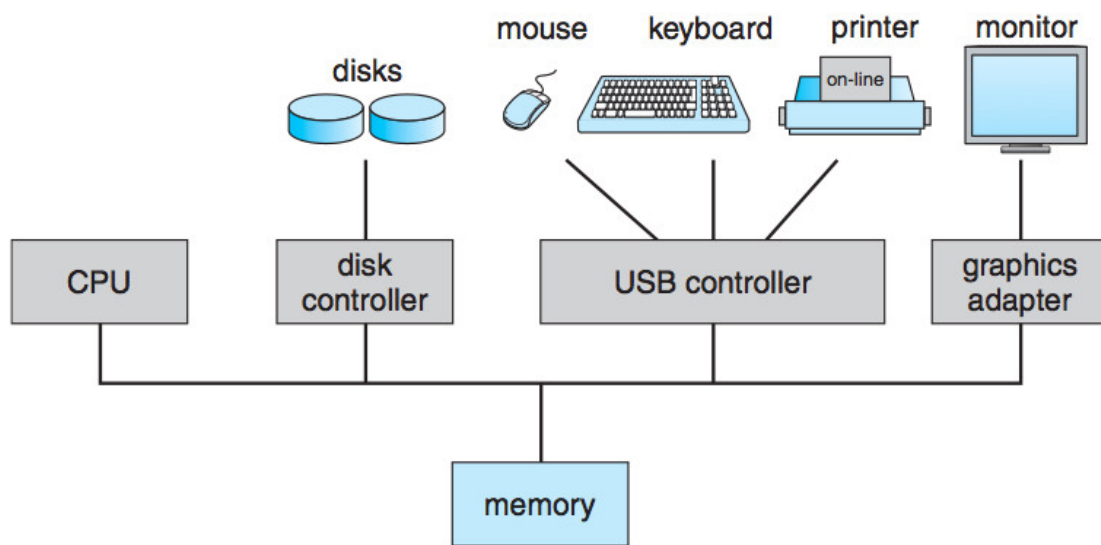 mouse
keyboard
printer
monitor
disks
on-line
CPU
disk
controller
USB controller
graphics
adapter
memory